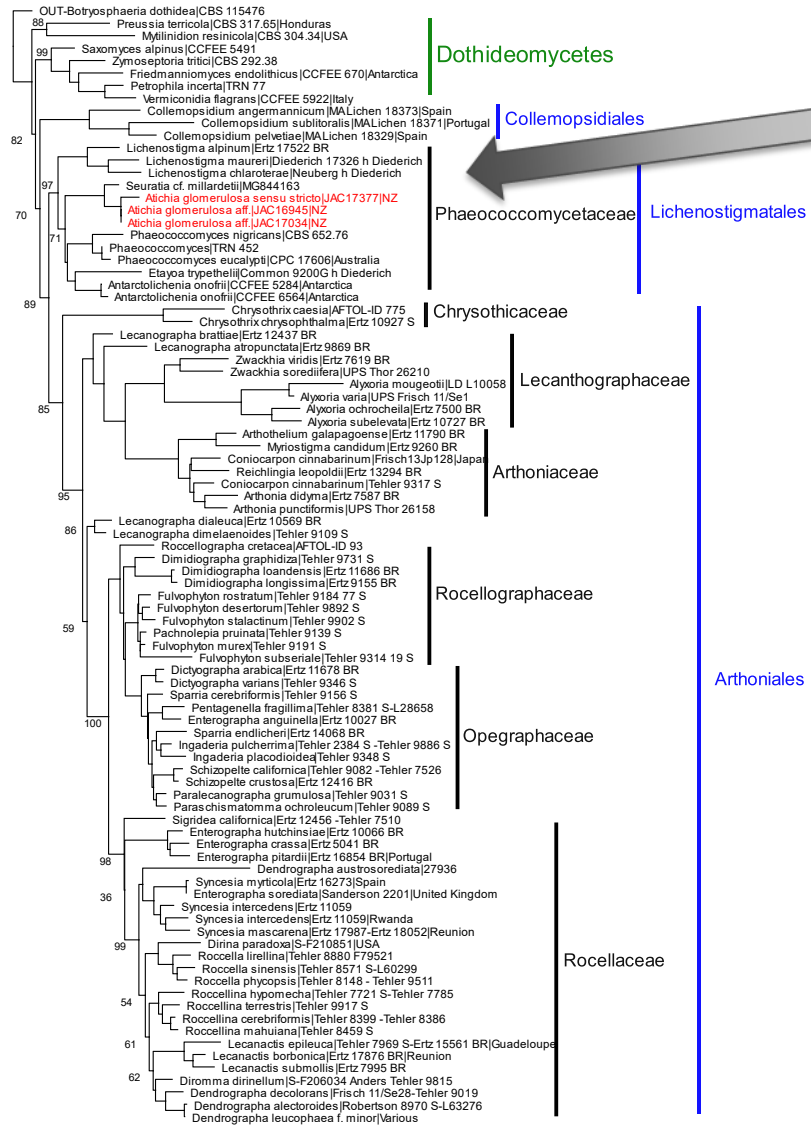 OUT-Botryosphaeria dothidea|CBS 115476
Preussia terricola|CBS 317.65|Honduras
88
Mytilinidion resinicola|CBS 304.34|USA
Saxomyces alpinus|CCFEE 5491
99
Zymoseptoria tritici|CBS 292.38
Dothideomycetes
Friedmanniomyces endolithicus|CCFEE 670|Antarctica
Petrophila incerta|TRN 77
Vermiconidia flagrans|CCFEE 5922|Italy
Collemopsidium angermannicum|MALichen 18373|Spain
Collemopsidiales
Collemopsidium sublitoralis|MALichen 18371|Portugal
Collemopsidium pelvetiae|MALichen 18329|Spain
82
Lichenostigma alpinum|Ertz 17522 BR
Lichenostigma maureri|Diederich 17326 h Diederich
Lichenostigma chloroterae|Neuberg h Diederich
97
Seuratia cf. millardetii|MG844163
Atichia glomerulosa sensu stricto|JAC17377|NZ
Atichia glomerulosa aff.|JAC16945|NZ
70
Phaeococcomycetaceae
Lichenostigmatales
Atichia glomerulosa aff.|JAC17034|NZ
Phaeococcomyces nigricans|CBS 652.76
71
Phaeococcomyces|TRN 452
Phaeococcomyces eucalypti|CPC 17606|Australia
Etayoa trypethelii|Common 9200G h Diederich
Antarctolichenia onofrii|CCFEE 5284|Antarctica
Antarctolichenia onofrii|CCFEE 6564|Antarctica
89
Chrysothrix caesia|AFTOL-ID 775
Chrysothicaceae
Chrysothrix chrysophthalma|Ertz 10927 S
Lecanographa brattiae|Ertz 12437 BR
Lecanographa atropunctata|Ertz 9869 BR
Zwackhia viridis|Ertz 7619 BR
Zwackhia sorediifera|UPS Thor 26210
Lecanthographaceae
Alyxoria mougeotii|LD L10058
Alyxoria varia|UPS Frisch 11/Se1
85
Alyxoria ochrocheila|Ertz 7500 BR
Alyxoria subelevata|Ertz 10727 BR
Arthothelium galapagoense|Ertz 11790 BR
Myriostigma candidum|Ertz 9260 BR
Coniocarpon cinnabarinum|Frisch13Jp128|Japan
Reichlingia leopoldii|Ertz 13294 BR
Arthoniaceae
Coniocarpon cinnabarinum|Tehler 9317 S
95
Arthonia didyma|Ertz 7587 BR
Arthonia punctiformis|UPS Thor 26158
Lecanographa dialeuca|Ertz 10569 BR
86
Lecanographa dimelaenoides|Tehler 9109 S
Roccellographa cretacea|AFTOL-ID 93
Dimidiographa graphidiza|Tehler 9731 S
Dimidiographa loandensis|Ertz 11686 BR
Dimidiographa longissima|Ertz 9155 BR
Rocellographaceae
Fulvophyton rostratum|Tehler 9184 77 S
Fulvophyton desertorum|Tehler 9892 S
Fulvophyton stalactinum|Tehler 9902 S
59
Pachnolepia pruinata|Tehler 9139 S
Fulvophyton murex|Tehler 9191 S
Fulvophyton subseriale|Tehler 9314 19 S
Dictyographa arabica|Ertz 11678 BR
Arthoniales
Dictyographa varians|Tehler 9346 S
Sparria cerebriformis|Tehler 9156 S
Pentagenella fragillima|Tehler 8381 S-L28658
100
Enterographa anguinella|Ertz 10027 BR
Sparria endlicheri|Ertz 14068 BR
Opegraphaceae
Ingaderia pulcherrima|Tehler 2384 S -Tehler 9886 S
Ingaderia placodioidea|Tehler 9348 S
Schizopelte californica|Tehler 9082 -Tehler 7526
Schizopelte crustosa|Ertz 12416 BR
Paralecanographa grumulosa|Tehler 9031 S
Paraschismatomma ochroleucum|Tehler 9089 S
Sigridea californica|Ertz 12456 -Tehler 7510
Enterographa hutchinsiae|Ertz 10066 BR
Enterographa crassa|Ertz 5041 BR
98
Enterographa pitardii|Ertz 16854 BR|Portugal
Dendrographa austrosorediata|27936
Syncesia myrticola|Ertz 16273|Spain
36
Enterographa sorediata|Sanderson 2201|United Kingdom
Syncesia intercedens|Ertz 11059
Syncesia intercedens|Ertz 11059|Rwanda
Syncesia mascarena|Ertz 17987-Ertz 18052|Reunion
99
Dirina paradoxa|S-F210851|USA
Roccella lirellina|Tehler 8880 F79521
Rocellaceae
Roccella sinensis|Tehler 8571 S-L60299
Roccella phycopsis|Tehler 8148 - Tehler 9511
Roccellina hypomecha|Tehler 7721 S-Tehler 7785
54
Roccellina terrestris|Tehler 9917 S
Roccellina cerebriformis|Tehler 8399 -Tehler 8386
Roccellina mahuiana|Tehler 8459 S
61
Lecanactis epileuca|Tehler 7969 S-Ertz 15561 BR|Guadeloupe
Lecanactis borbonica|Ertz 17876 BR|Reunion
Lecanactis submollis|Ertz 7995 BR
62
Diromma dirinellum|S-F206034 Anders Tehler 9815
Dendrographa decolorans|Frisch 11/Se28-Tehler 9019
Dendrographa alectoroides|Robertson 8970 S-L63276
Dendrographa leucophaea f. minor|Various